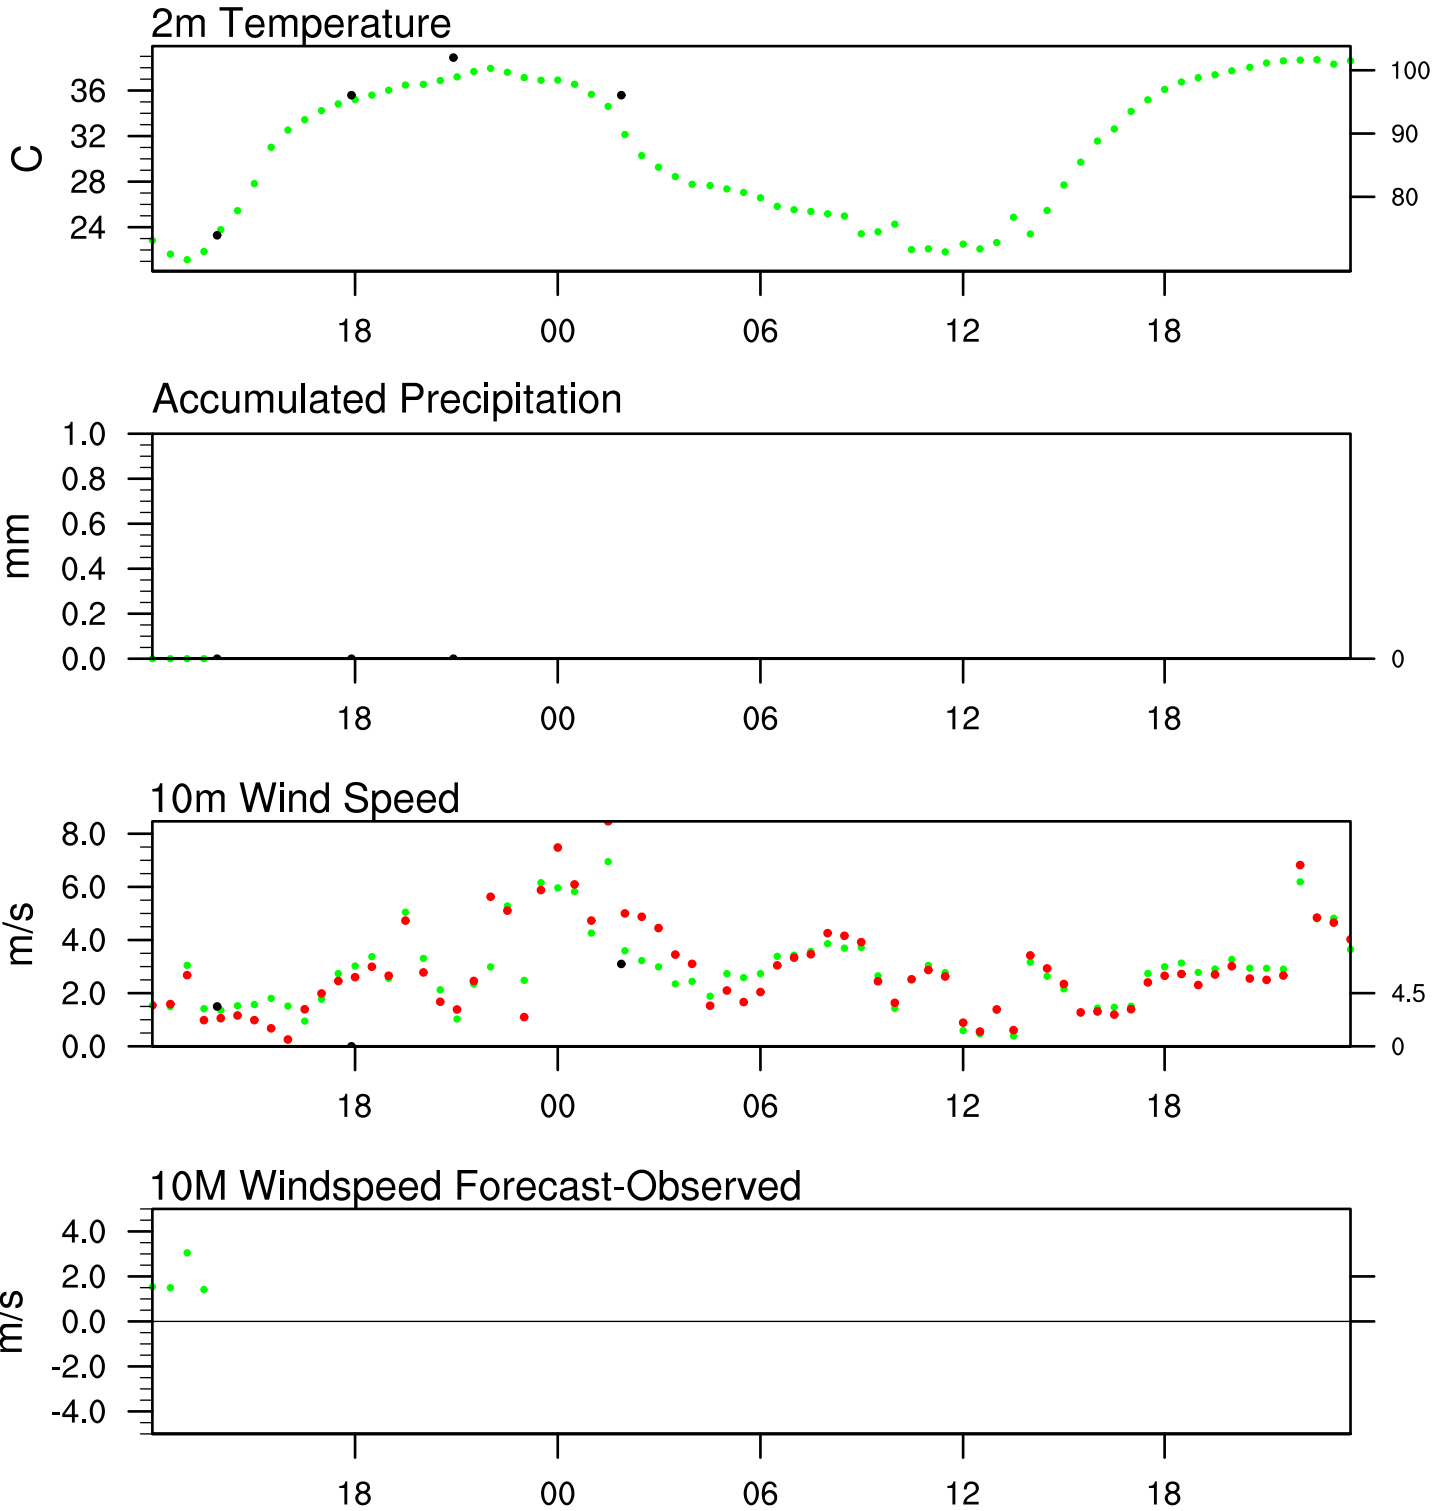 2m Temperature
36
32
28
24
C
100
90
80
18 00 06 12 18
Accumulated Precipitation
1.0
0.8
0.6
0.4
0.2
0.0
mm
0
18 00 06 12 18
10m Wind Speed
8.0
6.0
4.0
2.0
0.0
m/s
4.5
0
18 00 06 12 18
10M Windspeed Forecast-Observed
4.0
2.0
0.0
-2.0
-4.0
m/s
18 00 06 12 18